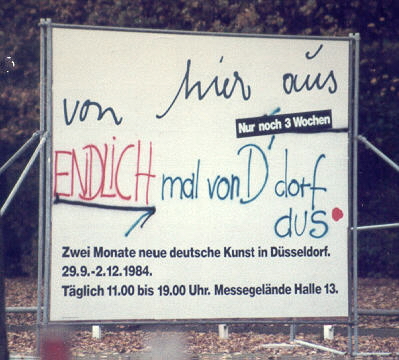 von hier aus
Nur noch 3 Wochen
ENDLICH mal von D'dorf
aus
Zwei Monate neue deutsche Kunst in Düsseldorf.
29.9.-2.12.1984.
Täglich 11.00 bis 19.00 Uhr. Messegelände Halle 13.